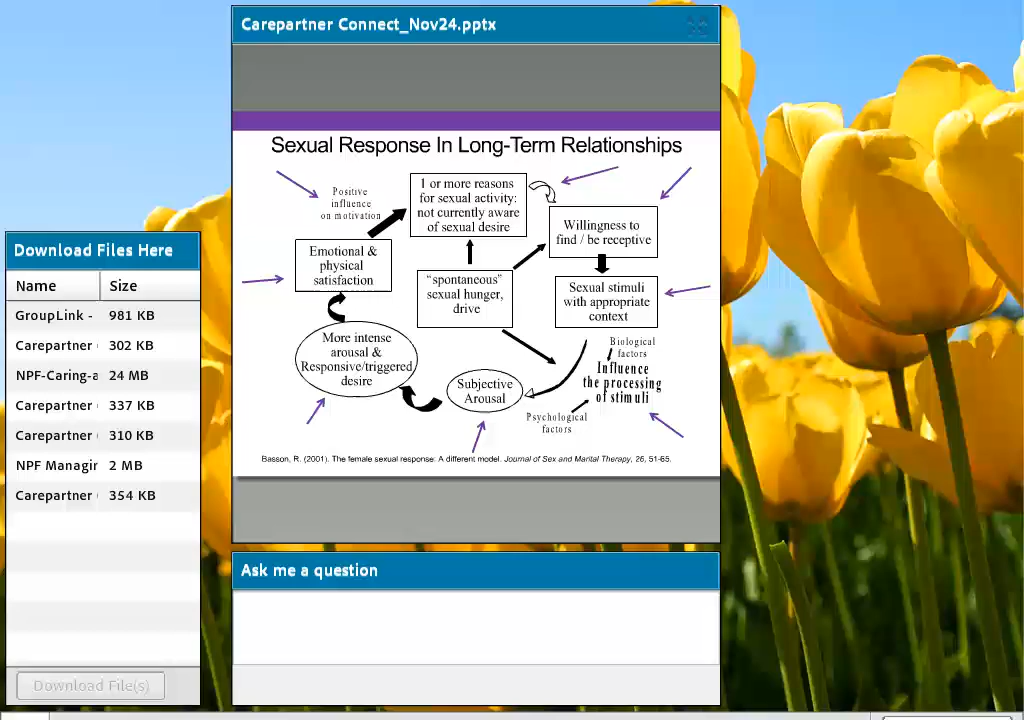 Carepartner Connect_Nov24.pptx
Sexual Response In Long-Term Relationships
Positive
influence
on motivation
1 or more reasons
for sexual activity:
not currently aware
of sexual desire
Willingness to
find / be receptive
Emotional &
physical
satisfaction
“spontaneous”
sexual hunger,
drive
Sexual stimuli
with appropriate
context
More intense
arousal &
Responsive/triggered
desire
Subjective
Arousal
Biological
factors
Influence
the processing
of stimuli
Psychological
factors
Basson, R. (2001). The female sexual response: A different model. Journal of Sex and Marital Therapy, 26, 51-65.
Download Files Here
Name Size
GroupLink - 981 KB
Carepartner 302 KB
NPF-Caring-a 24 MB
Carepartner 337 KB
Carepartner 310 KB
NPF Managin 2 MB
Carepartner 354 KB
Download File(s)
Ask me a question